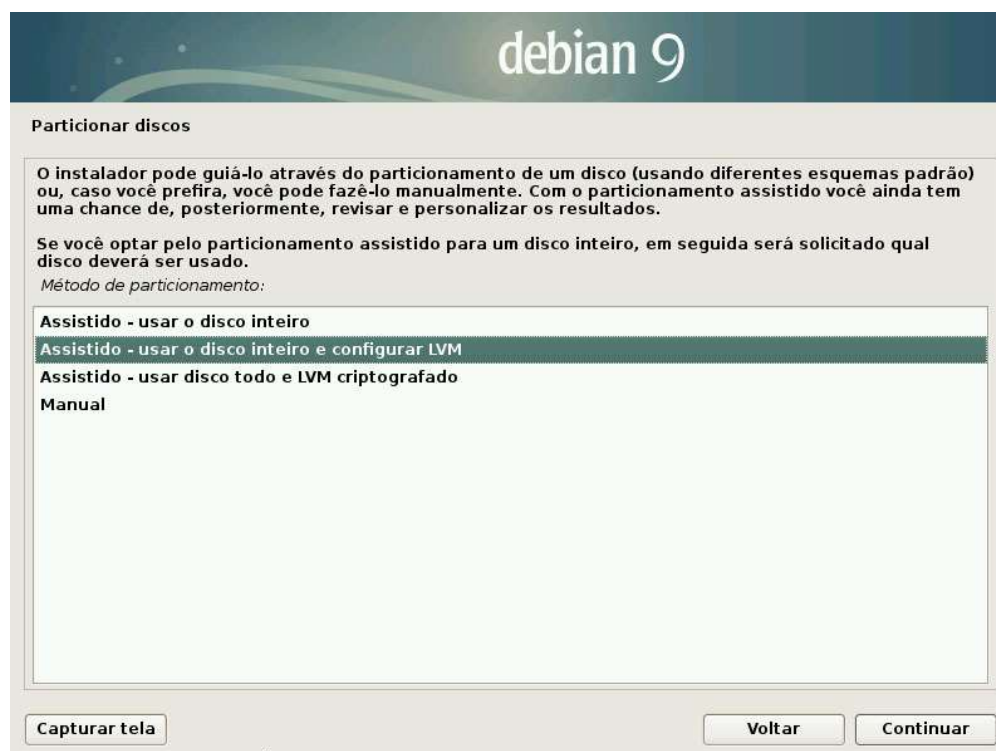 debian 9
Particionar discos
O instalador pode guiá-lo através do particionamento de um disco (usando diferentes esquemas padrão)
ou, caso você prefira, você pode fazê-lo manualmente. Com o particionamento assistido você ainda tem
uma chance de, posteriormente, revisar e personalizar os resultados.
Se você optar pelo particionamento assistido para um disco inteiro, em seguida será solicitado qual
disco deverá ser usado.
Método de particionamento:
Assistido - usar o disco inteiro
Assistido - usar o disco inteiro e configurar LVM
Assistido - usar disco todo e LVM criptografado
Manual
Capturar tela
Voltar
Continuar